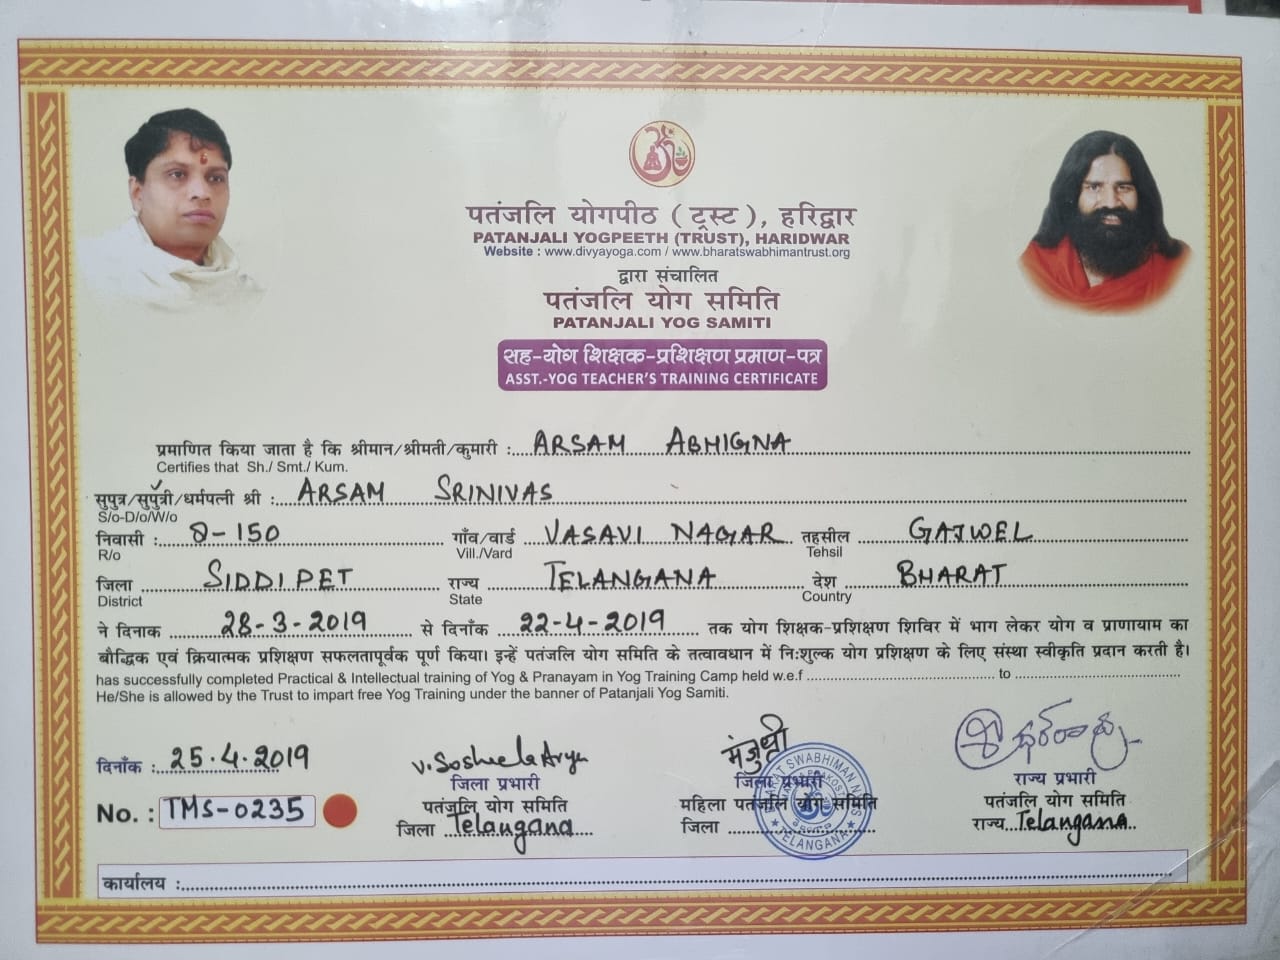 पतंजलि योगपीठ ( ट्रस्ट ), हरिद्वार
PATANJALI YOGPEETH (TRUST), HARIDWAR
Website : www.divyayoga.com / www.bharatswabhimantrust.org
द्वारा संचालित
पतंजलि योग समिति
PATANJALI YOG SAMITI
सह-योग शिक्षक-प्रशिक्षण प्रमाण-पत्र
ASST.-YOG TEACHER'S TRAINING CERTIFICATE
प्रमाणित किया जाता है कि श्रीमान/श्रीमती/कुमारी : ARSAM ABHIGNA
Certifies that Sh./ Smt./ Kum.
सुपुत्र/सुपुत्री/धर्मपत्नी श्री : ARSAM SRINIVAS
S/o-D/o/W/o
निवासी : 8-150 गाँव/वार्ड VASAVI NAGAR तहसील GAJWEL
R/o Vill./Vard Tehsil
जिला SIDDIPET राज्य TELANGANA देश BHARAT
District State Country
ने दिनाक 28-3-2019 से दिनाँक 22-4-2019 तक योग शिक्षक-प्रशिक्षण शिविर में भाग लेकर योग व प्राणायाम का
बौद्धिक एवं क्रियात्मक प्रशिक्षण सफलतापूर्वक पूर्ण किया। इन्हें पतंजलि योग समिति के तत्वावधान में निःशुल्क योग प्रशिक्षण के लिए संस्था स्वीकृति प्रदान करती है।
has successfully completed Practical & Intellectual training of Yog & Pranayam in Yog Training Camp held w.e.f to
He/She is allowed by the Trust to impart free Yog Training under the banner of Patanjali Yog Samiti.
दिनाँक : 25.4.2019
No. : TMS-0235
V. Sosheela Arya
जिला प्रभारी
पतंजलि योग समिति
जिला Telangana
मंजुश्री
जिला प्रभारी
महिला पतंजलि योग समिति
जिला
TELANGANA
राज्य प्रभारी
पतंजलि योग समिति
राज्य Telangana
कार्यालय :